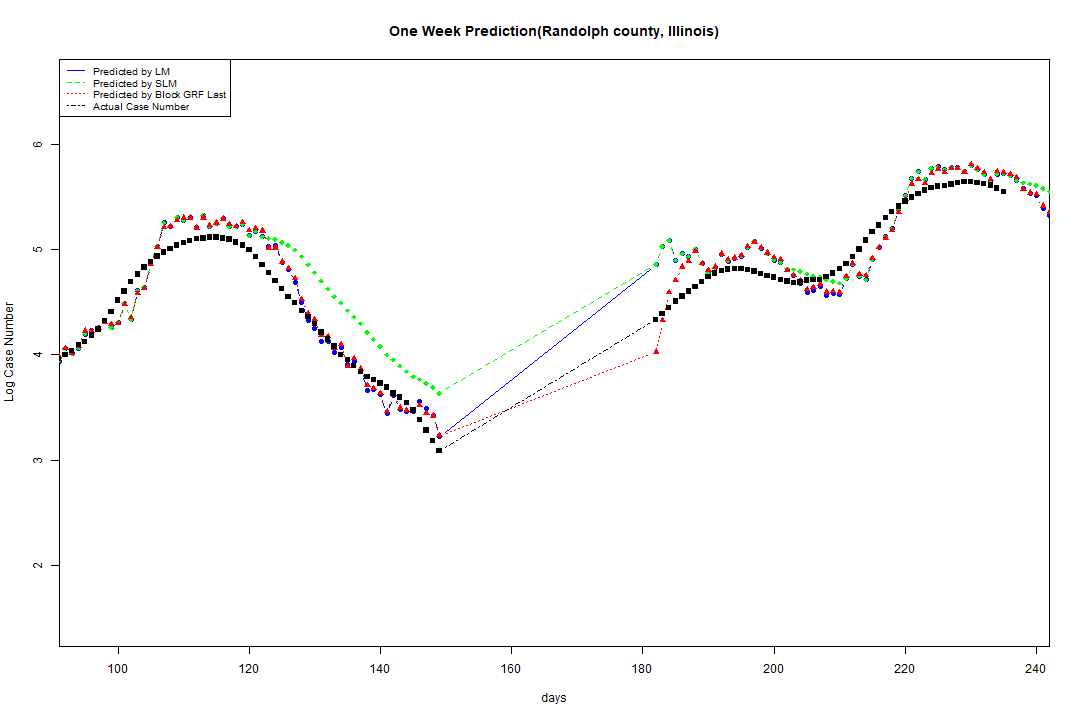 One Week Prediction(Randolph county, Illinois)
Predicted by LM
Predicted by SLM
Predicted by Block GRF Last
Actual Case Number
6
5
4
3
2
Log Case Number
100 120 140 160 180 200 220 240
days